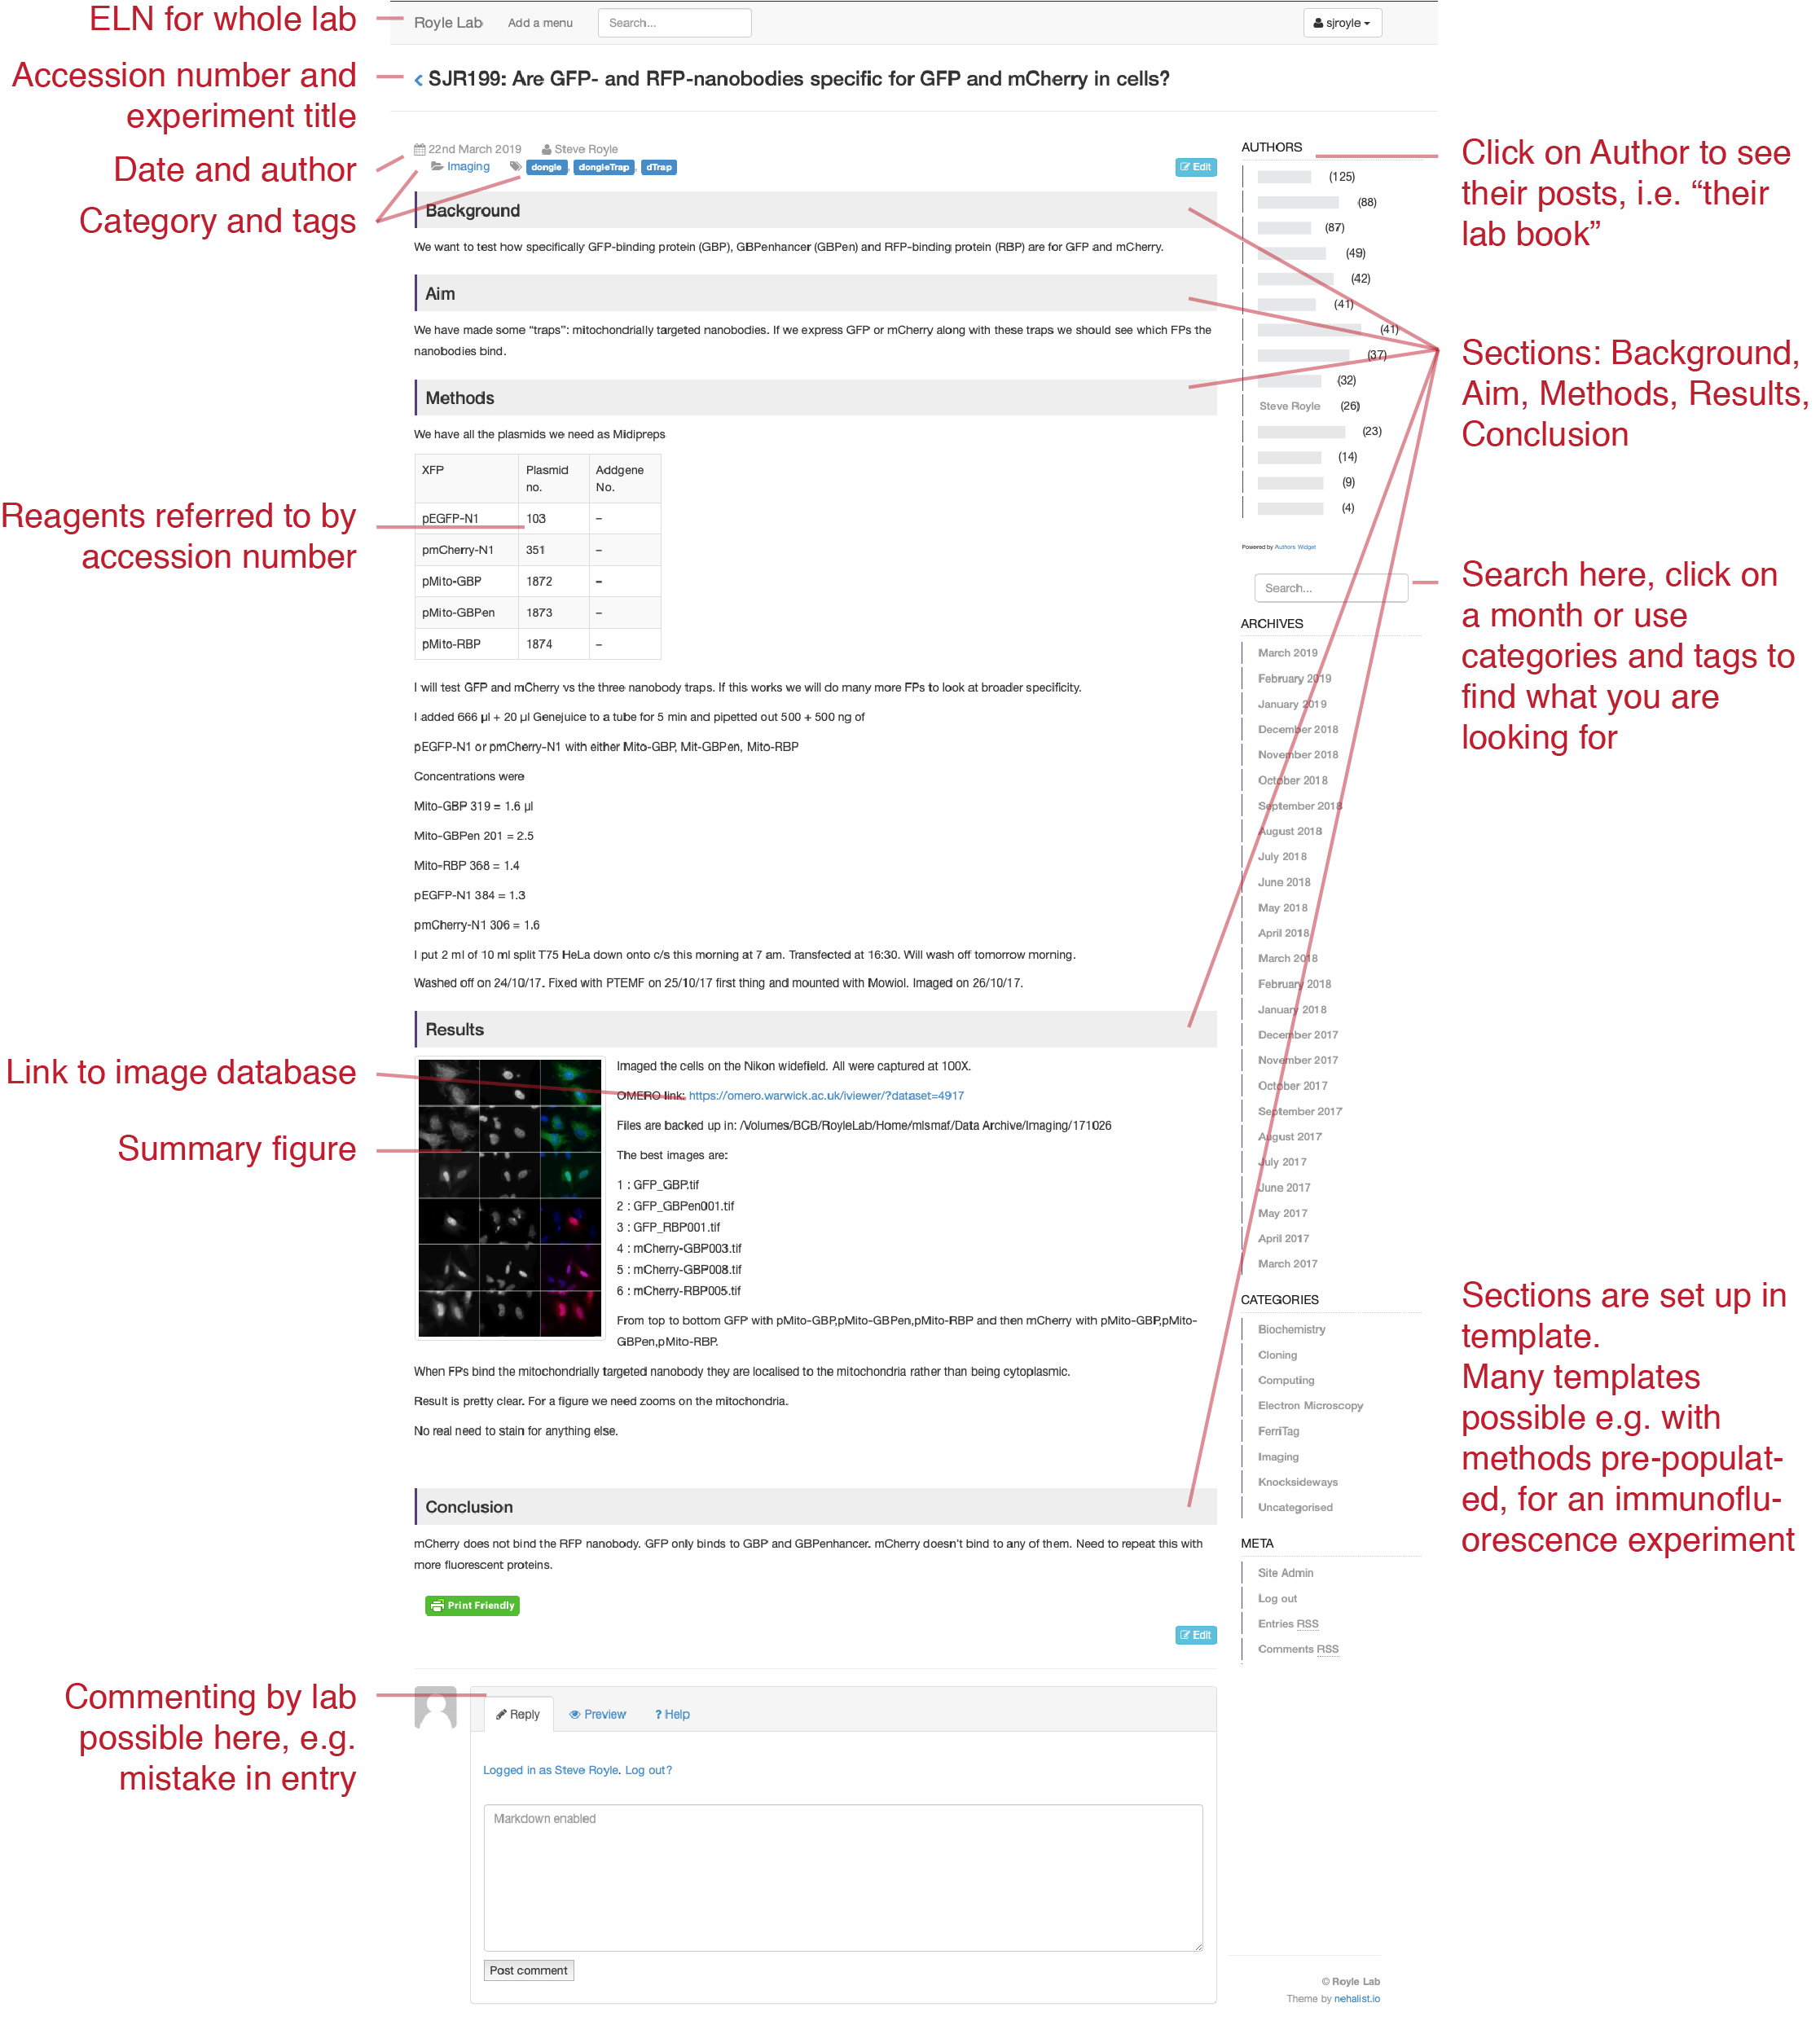 ELN for whole lab
Royle Lab
Add a menu
Search...
sjroyle
Accession number and
experiment title
SJR199: Are GFP- and RFP-nanobodies specific for GFP and mCherry in cells?
Date and author
22nd March 2019
Steve Royle
Category and tags
Imaging
dongle, dongleTrap, dTrap
Edit
Background
We want to test how specifically GFP-binding protein (GBP), GBPenhancer (GBPen) and RFP-binding protein (RBP) are for GFP and mCherry.
Aim
We have made some “traps”: mitochondrially targeted nanobodies. If we express GFP or mCherry along with these traps we should see which FPs the
nanobodies bind.
Methods
We have all the plasmids we need as Midipreps
XFP
Plasmid
no.
Addgene
No.
Reagents referred to by
accession number
pEGFP-N1 103 –
pmCherry-N1 351 –
pMito-GBP 1872 –
pMito-GBPen 1873 –
pMito-RBP 1874 –
I will test GFP and mCherry vs the three nanobody traps. If this works we will do many more FPs to look at broader specificity.
I added 666 µl + 20 µl Genejuice to a tube for 5 min and pipetted out 500 + 500 ng of
pEGFP-N1 or pmCherry-N1 with either Mito-GBP, Mit-GBPen, Mito-RBP
Concentrations were
Mito-GBP 319 = 1.6 µl
Mito-GBPen 201 = 2.5
Mito-RBP 368 = 1.4
pEGFP-N1 384 = 1.3
pmCherry-N1 306 = 1.6
I put 2 ml of 10 ml split T75 HeLa down onto c/s this morning at 7 am. Transfected at 16:30. Will wash off tomorrow morning.
Washed off on 24/10/17. Fixed with PTEMF on 25/10/17 first thing and mounted with Mowiol. Imaged on 26/10/17.
Results
Link to image database
Summary figure
Imaged the cells on the Nikon widefield. All were captured at 100X.
OMERO link: https://omero.warwick.ac.uk/iviewer/?dataset=4917
Files are backed up in: /Volumes/BCB/RoyleLab/Home/mlsmaf/Data Archive/Imaging/171026
The best images are:
1 : GFP_GBP.tif
2 : GFP_GBPen001.tif
3 : GFP_RBP001.tif
4 : mCherry-GBP003.tif
5 : mCherry-GBP008.tif
6 : mCherry-RBP005.tif
From top to bottom GFP with pMito-GBP,pMito-GBPen,pMito-RBP and then mCherry with pMito-GBP,pMito-
GBPen,pMito-RBP.
When FPs bind the mitochondrially targeted nanobody they are localised to the mitochondria rather than being cytoplasmic.
Result is pretty clear. For a figure we need zooms on the mitochondria.
No real need to stain for anything else.
Conclusion
mCherry does not bind the RFP nanobody. GFP only binds to GBP and GBPenhancer. mCherry doesn’t bind to any of them. Need to repeat this with
more fluorescent proteins.
Print Friendly
Edit
Commenting by lab
possible here, e.g.
mistake in entry
Reply
Preview
? Help
Logged in as Steve Royle. Log out?
Markdown enabled
Post comment
AUTHORS
(125)
(88)
(87)
(49)
(42)
(41)
(41)
(37)
(32)
Steve Royle (26)
(23)
(14)
(9)
(4)
Powered by Authors Widget
Search...
ARCHIVES
March 2019
February 2019
January 2019
December 2018
November 2018
October 2018
September 2018
August 2018
July 2018
June 2018
May 2018
April 2018
March 2018
February 2018
January 2018
December 2017
November 2017
October 2017
September 2017
August 2017
July 2017
June 2017
May 2017
April 2017
March 2017
CATEGORIES
Biochemistry
Cloning
Computing
Electron Microscopy
FerriTag
Imaging
Knocksideways
Uncategorised
META
Site Admin
Log out
Entries RSS
Comments RSS
© Royle Lab
Theme by nehalist.io
Click on Author to see
their posts, i.e. “their
lab book”
Sections: Background,
Aim, Methods, Results,
Conclusion
Search here, click on
a month or use
categories and tags to
find what you are
looking for
Sections are set up in
template.
Many templates
possible e.g. with
methods pre-populat-
ed, for an immunoflu-
orescence experiment